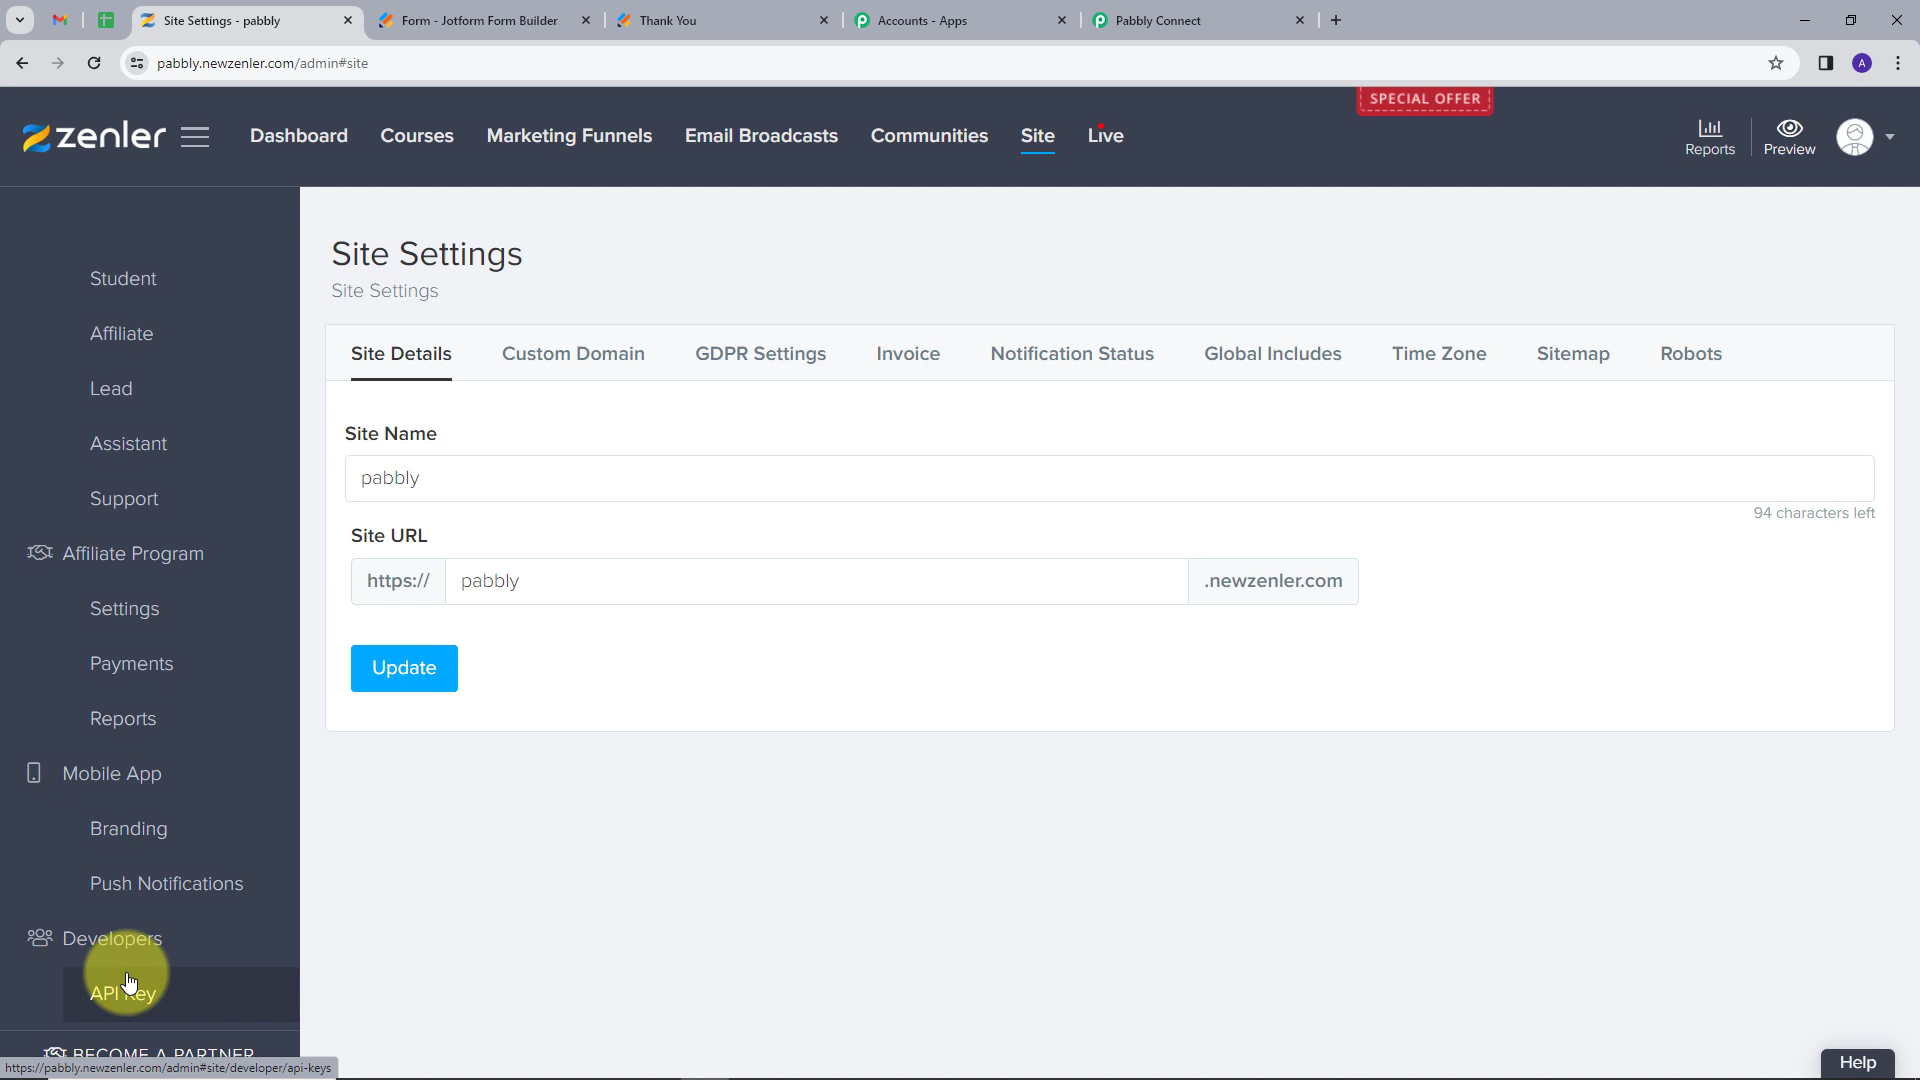 Site Settings - pabbly
Form - Jotform Form Builder
Thank You
Accounts - Apps
Pabbly Connect
pabbly.newzenler.com/admin#site
A
SPECIAL OFFER
zenler
Dashboard
Courses
Marketing Funnels
Email Broadcasts
Communities
Site
Live
Reports
Preview
Student
Affiliate
Lead
Assistant
Support
Affiliate Program
Settings
Payments
Reports
Mobile App
Branding
Push Notifications
Developers
API Key
BECOME A PARTNER
https://pabbly.newzenler.com/admin#site/developer/api-keys
Site Settings
Site Settings
Site Details
Custom Domain
GDPR Settings
Invoice
Notification Status
Global Includes
Time Zone
Sitemap
Robots
Site Name
pabbly
94 characters left
Site URL
https://
pabbly
.newzenler.com
Update
Help